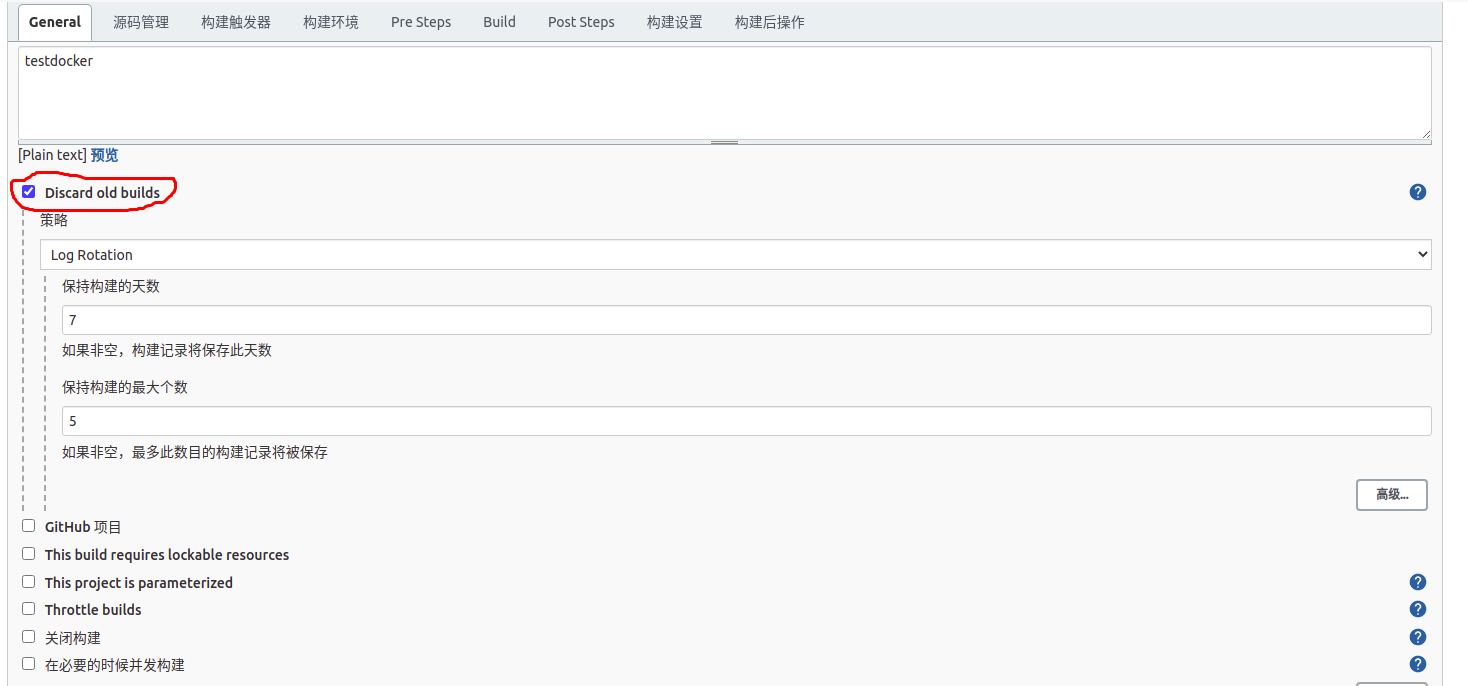 General 源码管理 构建触发器 构建环境 Pre Steps Build Post Steps 构建设置 构建后操作
testdocker
[Plain text] 预览
Discard old builds
策略
Log Rotation
保持构建的天数
7
如果非空，构建记录将保存此天数
保持构建的最大个数
5
如果非空，最多此数目的构建记录将被保存
高级...
GitHub 项目
This build requires lockable resources
This project is parameterized
Throttle builds
关闭构建
在必要的时候并发构建